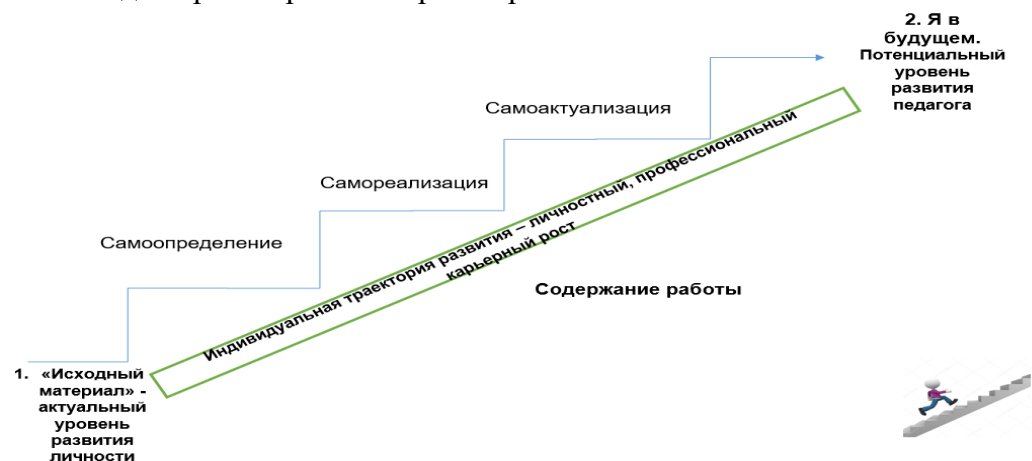 2. Я в
будущем.
Потенциальный
уровень
развития
педагога
Самоактуализация
Самореализация
Самоопределение
Индивидуальная траектория развития – личностный, профессиональный
карьерный рост
Содержание работы
1. «Исходный
материал» -
актуальный
уровень
развития
личности